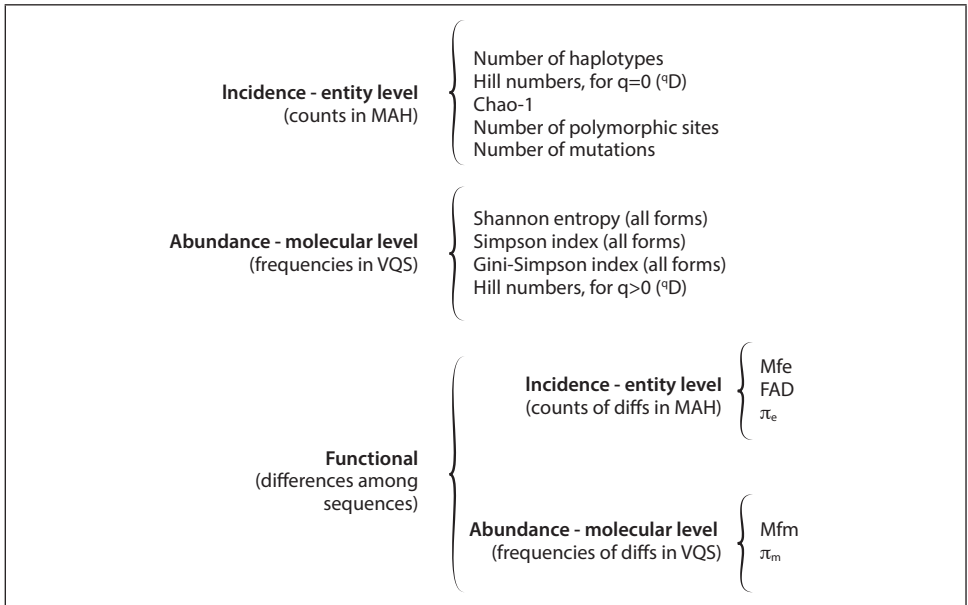 Incidence - entity level
(counts in MAH)
Number of haplotypes
Hill numbers, for q=0 (qD)
Chao-1
Number of polymorphic sites
Number of mutations
Abundance - molecular level
(frequencies in VQS)
Shannon entropy (all forms)
Simpson index (all forms)
Gini-Simpson index (all forms)
Hill numbers, for q>0 (qD)
Functional
(differences among
sequences)
Incidence - entity level
(counts of diffs in MAH)
Mfe
FAD
πe
Abundance - molecular level
(frequencies of diffs in VQS)
Mfm
πm